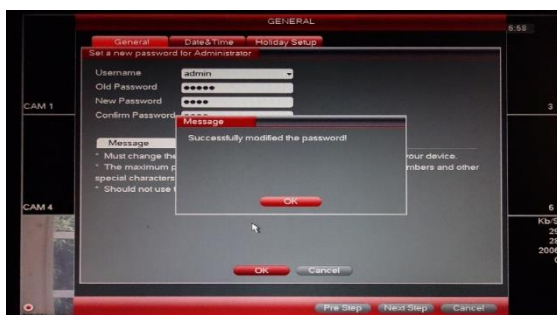 GENERAL
6:58
General Date&Time Holiday Setup
Set a new password for Administrator
Username admin
Old Password
New Password
CAM 1 3
Confirm Password
Message
Successfully modified the password!
Message
* Must change the your device.
* The maximum mbers and other
special characters
* Should not use
OK
CAM 4 6
Kb/S
2006
OK Cancel
Pre Step Next Step Cancel